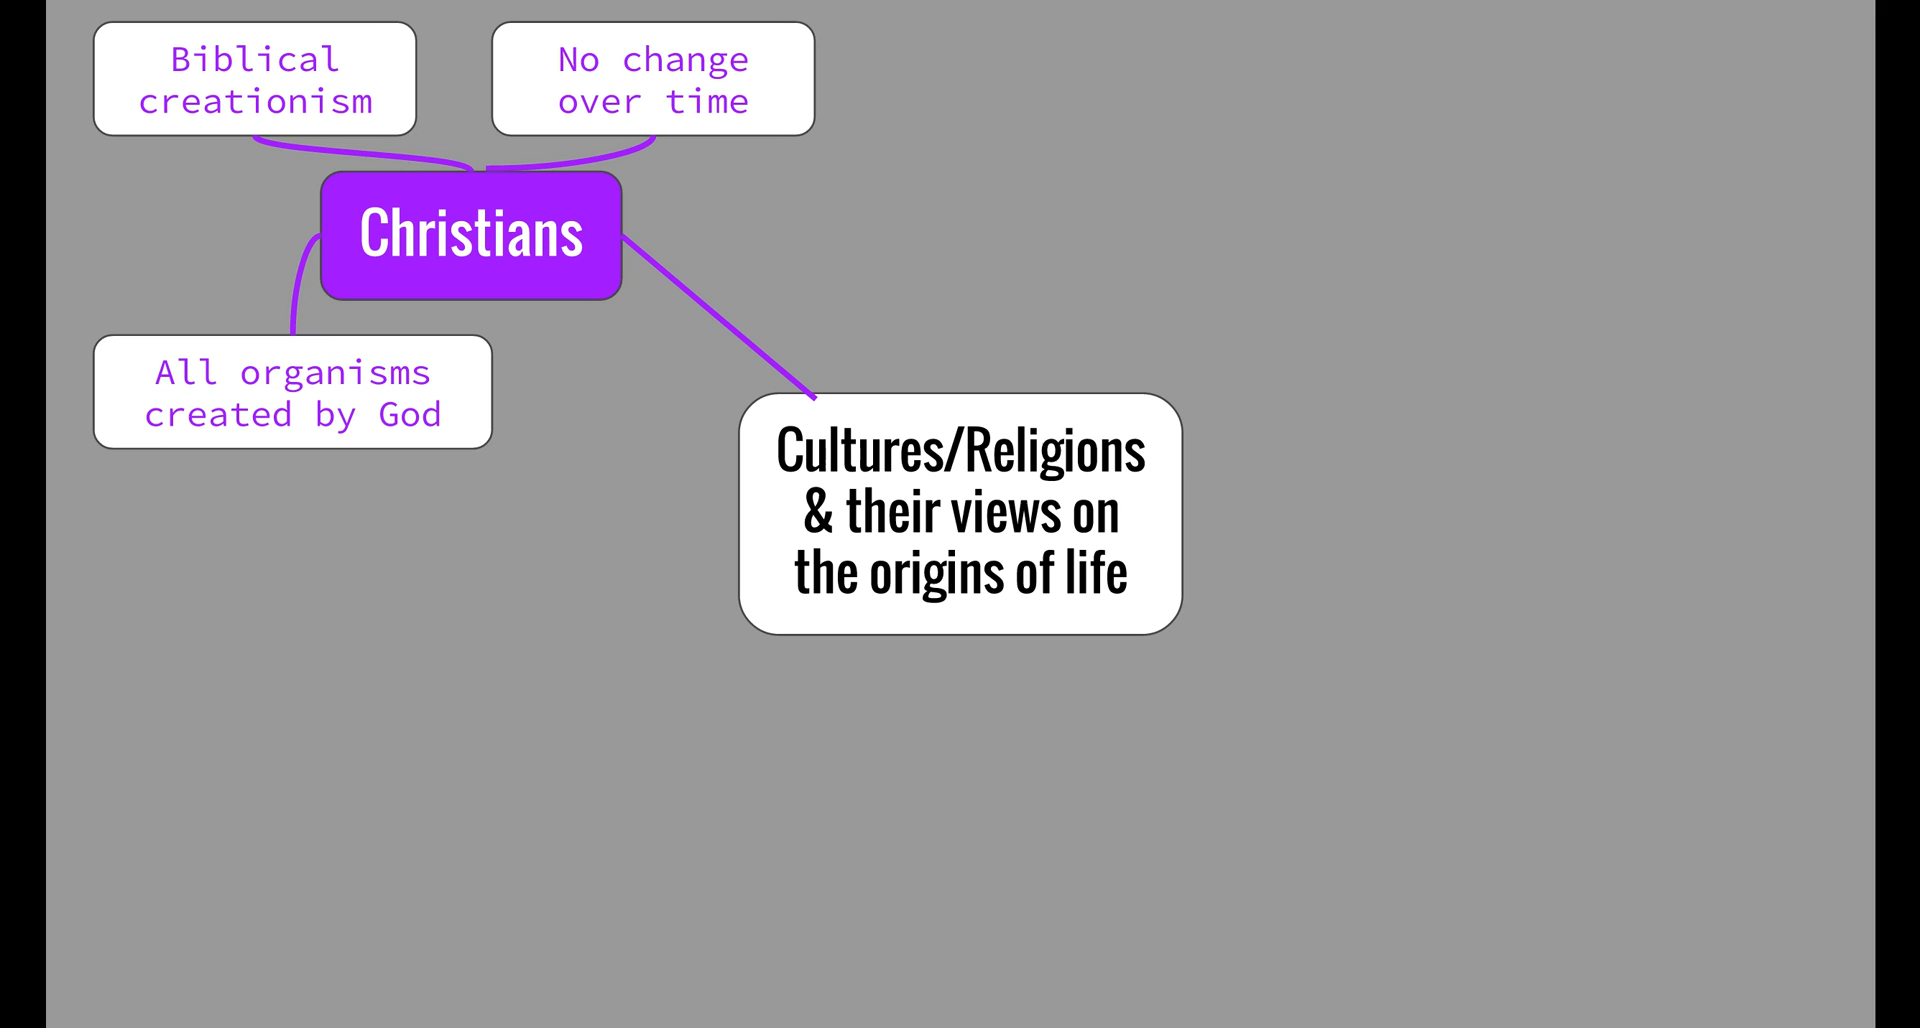 Biblical
creationism
No change
over time
Christians
All organisms
created by God
Cultures/Religions
& their views on
the origins of life